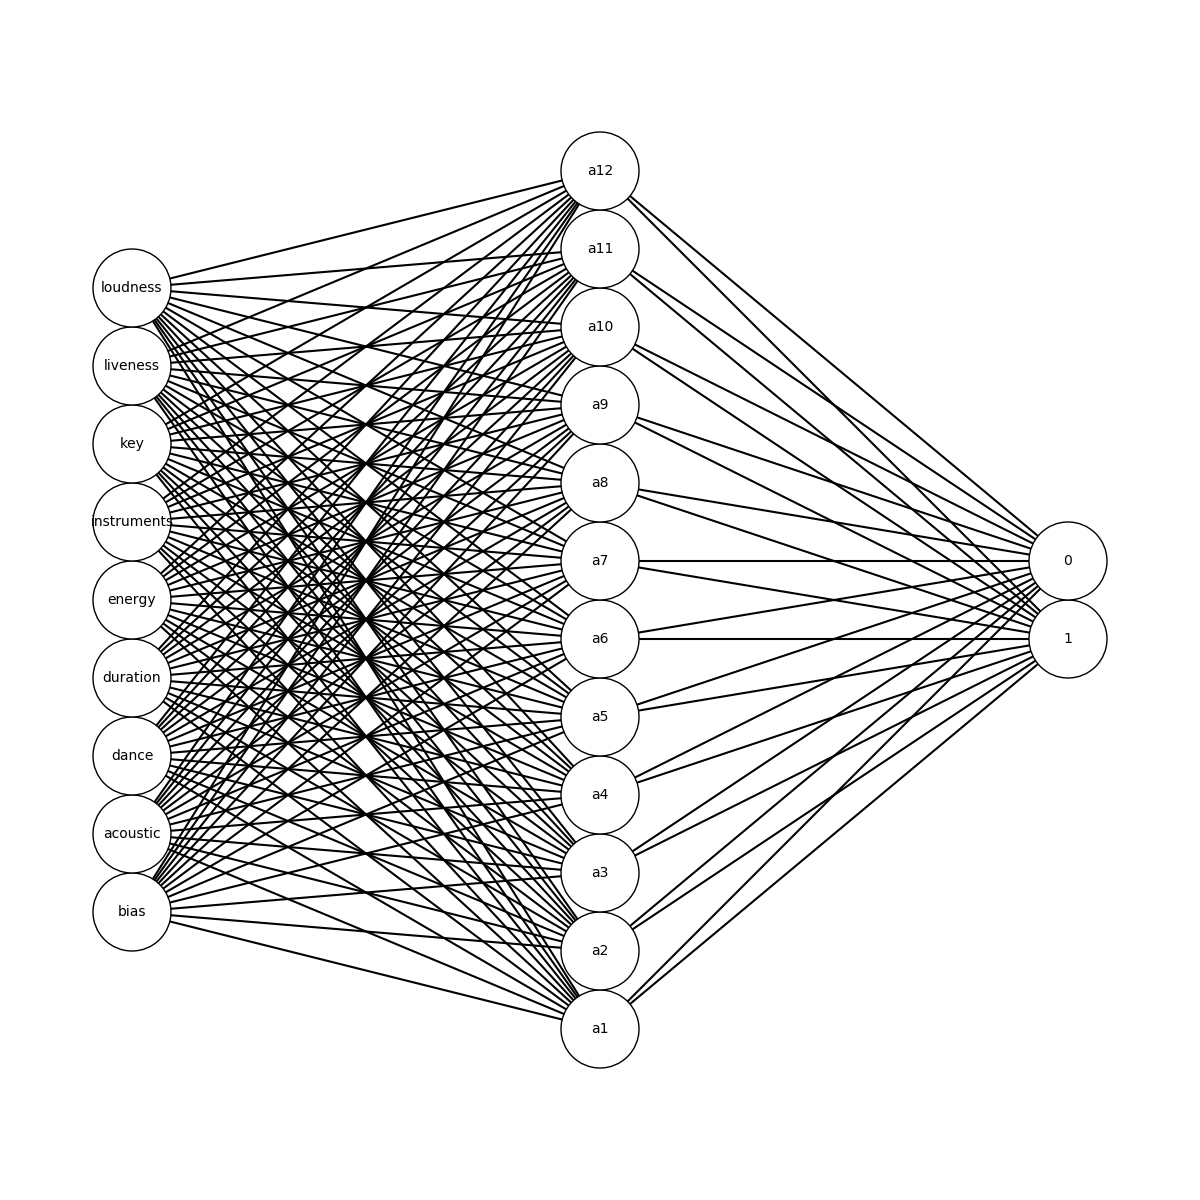 loudness
liveness
key
instruments
energy
duration
dance
acoustic
bias
a12
a11
a10
a9
a8
a7
a6
a5
a4
a3
a2
a1
0
1